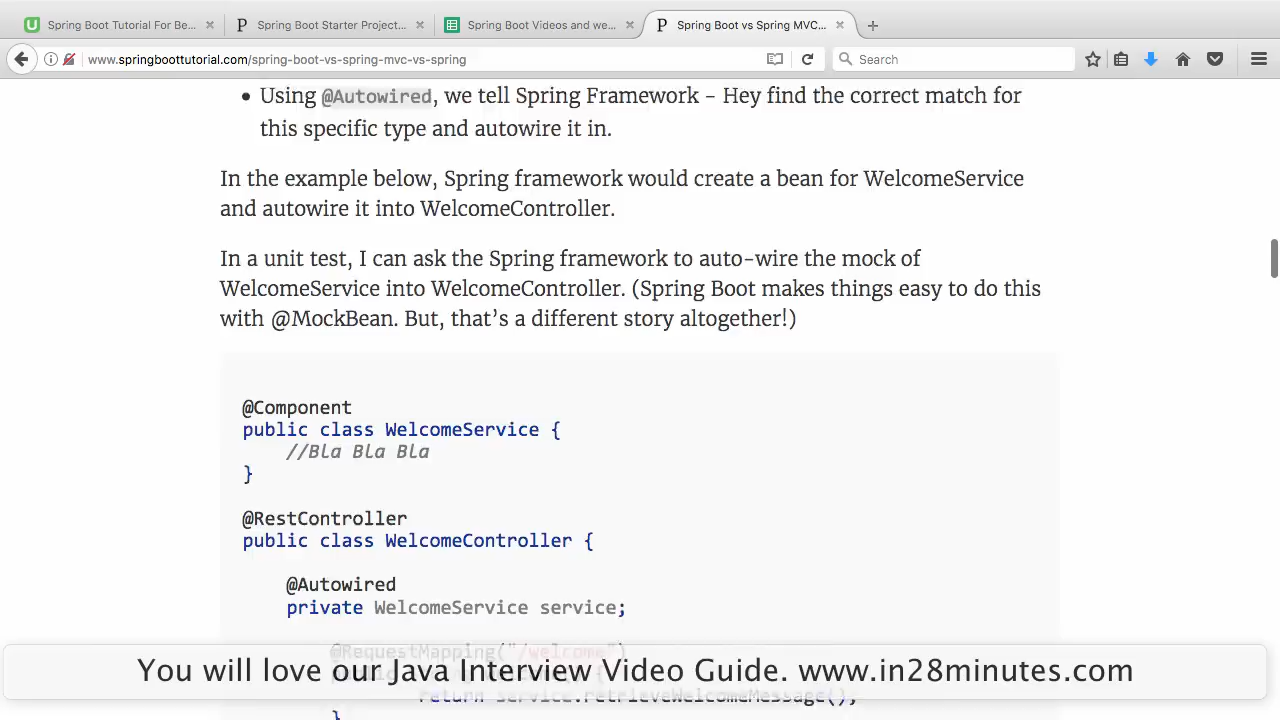 Spring Boot Tutorial For Be...
Spring Boot Starter Project...
Spring Boot Videos and we...
Spring Boot vs Spring MVC...
www.springboottutorial.com/spring-boot-vs-spring-mvc-vs-spring
Search
• Using @Autowired, we tell Spring Framework - Hey find the correct match for
this specific type and autowire it in.
In the example below, Spring framework would create a bean for WelcomeService
and autowire it into WelcomeController.
In a unit test, I can ask the Spring framework to auto-wire the mock of
WelcomeService into WelcomeController. (Spring Boot makes things easy to do this
with @MockBean. But, that's a different story altogether!)
@Component
public class WelcomeService {
//Bla Bla Bla
}
@RestController
public class WelcomeController {
@Autowired
private WelcomeService service;
@RequestMapping("/welcome")
return service.retrieveWelcomeMessage();
}
You will love our Java Interview Video Guide. www.in28minutes.com